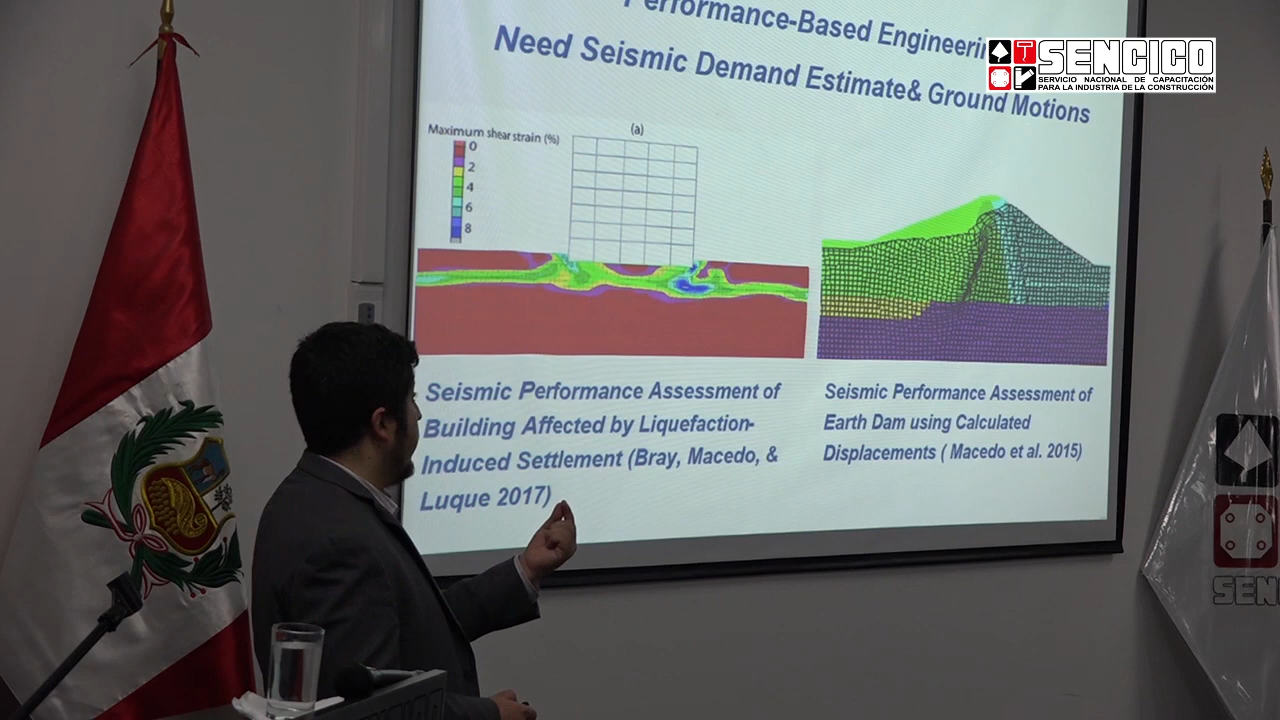 Performance-Based Engineerin
Need Seismic Demand Estimate& Ground Motions
SENCICO
SERVICIO NACIONAL DE CAPACITACIÓN
PARA LA INDUSTRIA DE LA CONSTRUCCIÓN
Maximum shear strain (%)
0
2
4
6
8
(a)
Seismic Performance Assessment of
Building Affected by Liquefaction-
Induced Settlement (Bray, Macedo, &
Luque 2017)
Seismic Performance Assessment of
Earth Dam using Calculated
Displacements ( Macedo et al. 2015)
SEN